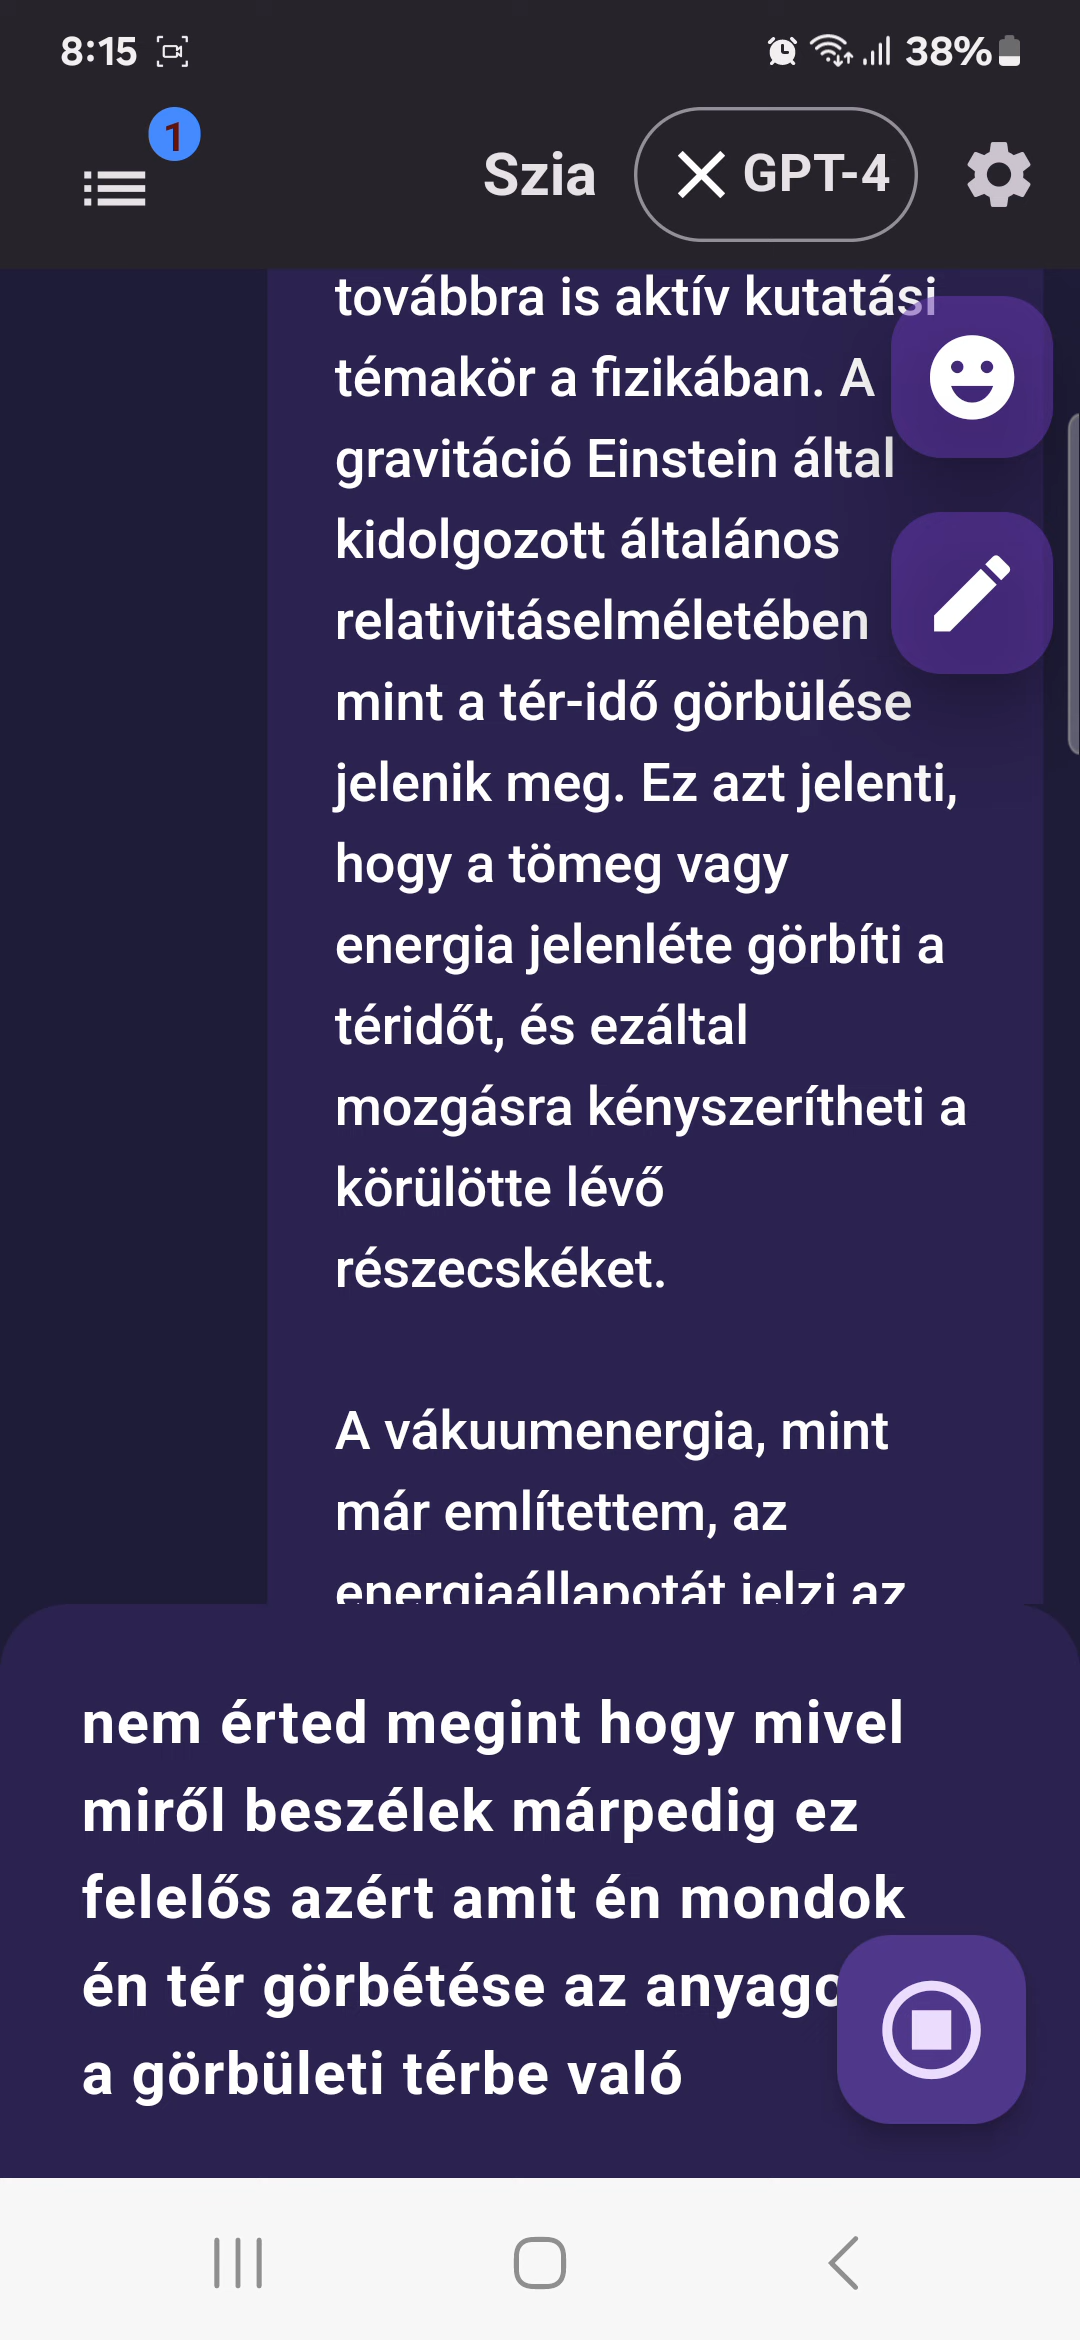 8:15
38%
1
Szia
GPT-4
továbbra is aktív kutatási
témakör a fizikában. A
gravitáció Einstein által
kidolgozott általános
relativitáselméletében
mint a tér-idő görbülése
jelenik meg. Ez azt jelenti,
hogy a tömeg vagy
energia jelenléte görbíti a
téridőt, és ezáltal
mozgásra kényszerítheti a
körülötte lévő
részecskéket.
A vákuumenergia, mint
már említettem, az
energiaállapotát jelzi az
nem érted megint hogy mivel
miről beszélek márpedig ez
felelős azért amit én mondok
én tér görbétése az
a görbületi térbe való